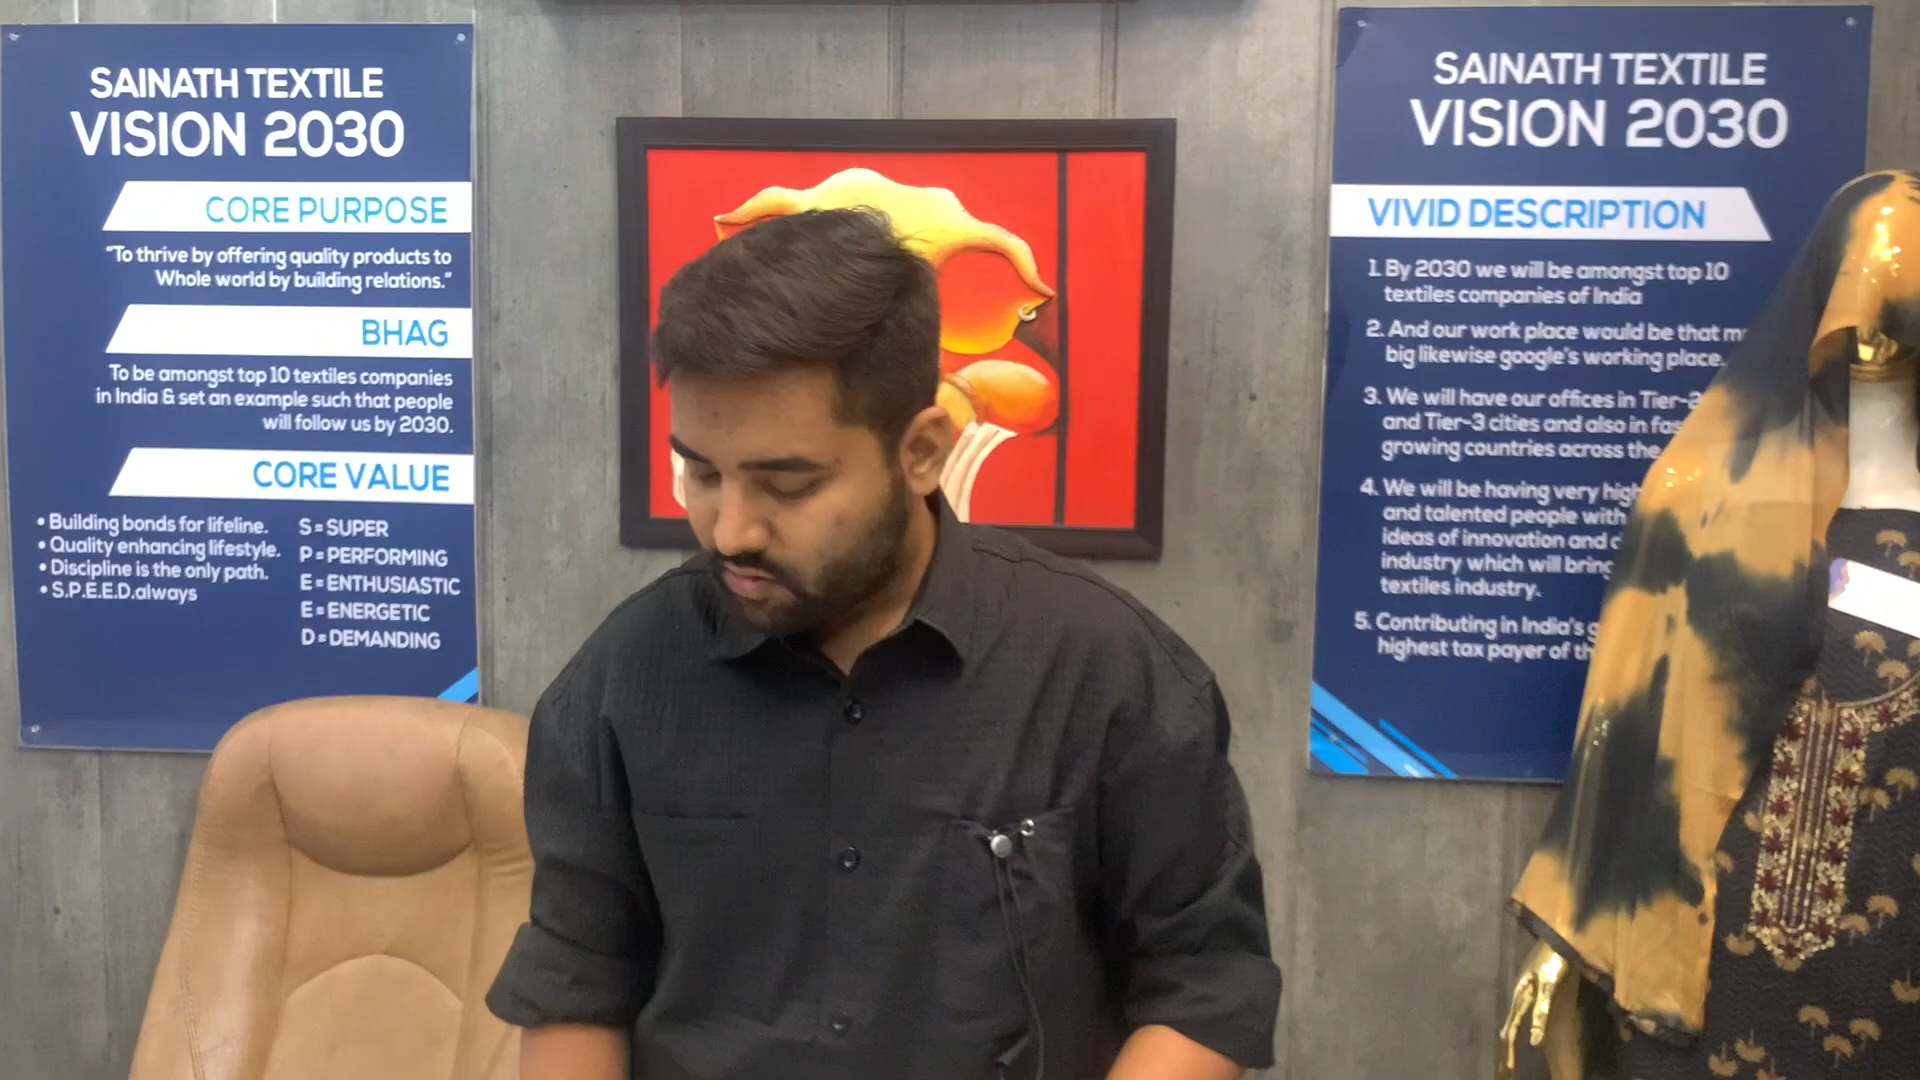 SAINATH TEXTILE
VISION 2030
CORE PURPOSE
"To thrive by offering quality products to
Whole world by building relations."
BHAG
To be amongst top 10 textiles companies
in India & set an example such that people
will follow us by 2030.
CORE VALUE
• Building bonds for lifeline.
• Quality enhancing lifestyle.
• Discipline is the only path.
• S.P.E.E.D.always
S = SUPER
P = PERFORMING
E = ENTHUSIASTIC
E = ENERGETIC
D = DEMANDING
SAINATH TEXTILE
VISION 2030
VIVID DESCRIPTION
1. By 2030 we will be amongst top 10
textiles companies of India
2. And our work place would be that
big likewise google's working place.
3. We will have our offices in Tier-2
and Tier-3 cities and also in
growing countries across the
4. We will be having very
and talented people with
ideas of innovation and
industry which will bring
textiles industry.
5. Contributing in India's
highest tax payer of